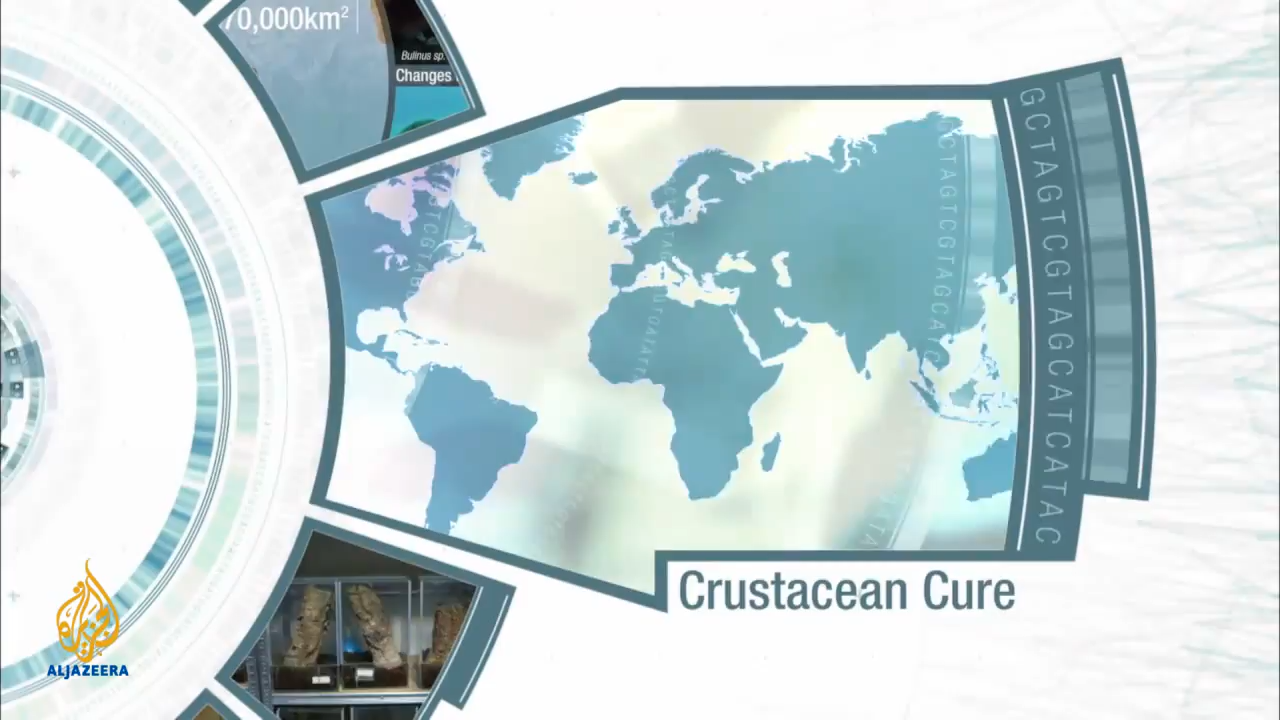 70,000km²
Bulinus sp.
Changes
GCTAGTCGTAGCATCATAC
Crustacean Cure
ALJAZEERA